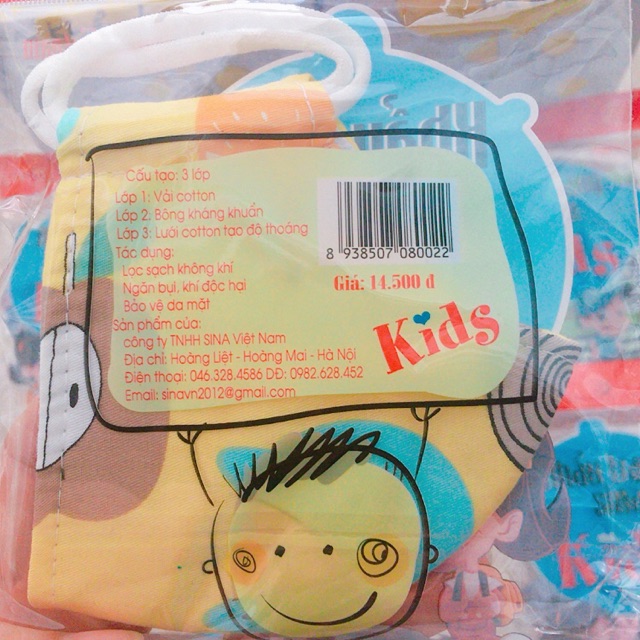 Cấu tạo: 3 lớp
Lớp 1: Vải cotton
Lớp 2: Bông kháng khuẩn
Lớp 3: Lưới cotton tạo độ thoáng
Tác dụng:
Lọc sạch không khí
Ngăn bụi, khí độc hại
Bảo vệ da mặt
Sản phẩm của:
công ty TNHH SINA Việt Nam
Địa chỉ: Hoàng Liệt - Hoàng Mai - Hà Nội
Điện thoại: 046.328.4586 DĐ: 0982.628.452
Email: sinavn2012@gmail.com
8 938507 080022
Giá: 14.500 đ
Kids
Kids